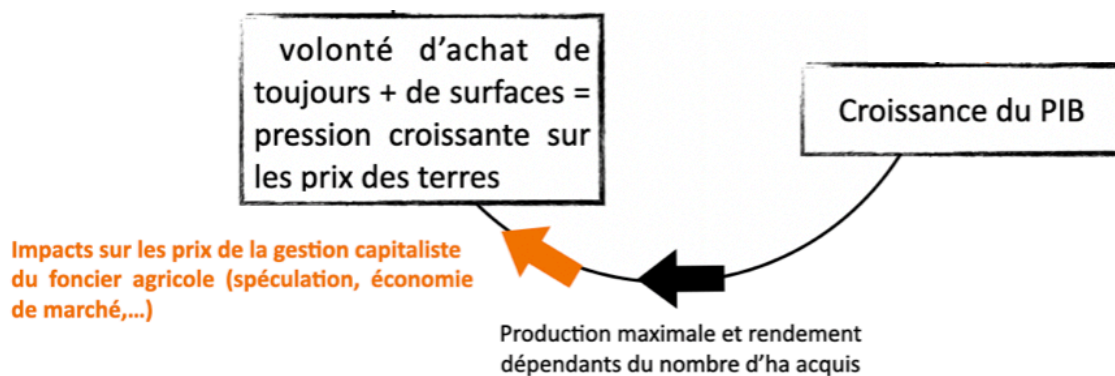 volonté d'achat de
toujours + de surfaces =
pression croissante sur
les prix des terres
Croissance du PIB
Impacts sur les prix de la gestion capitaliste
du foncier agricole (spéculation, économie
de marché,...)
Production maximale et rendement
dépendants du nombre d'ha acquis